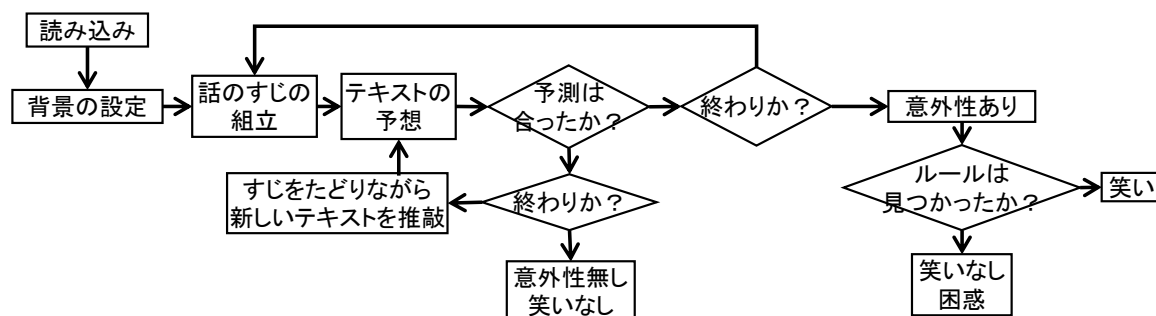 読み込み
背景の設定
話のすじの
組立
テキストの
予想
予測は
合ったか？
終わりか？
意外性あり
ルールは
見つかったか？
笑い
すじをたどりながら
新しいテキストを推敲
終わりか？
意外性無し
笑いなし
笑いなし
困惑